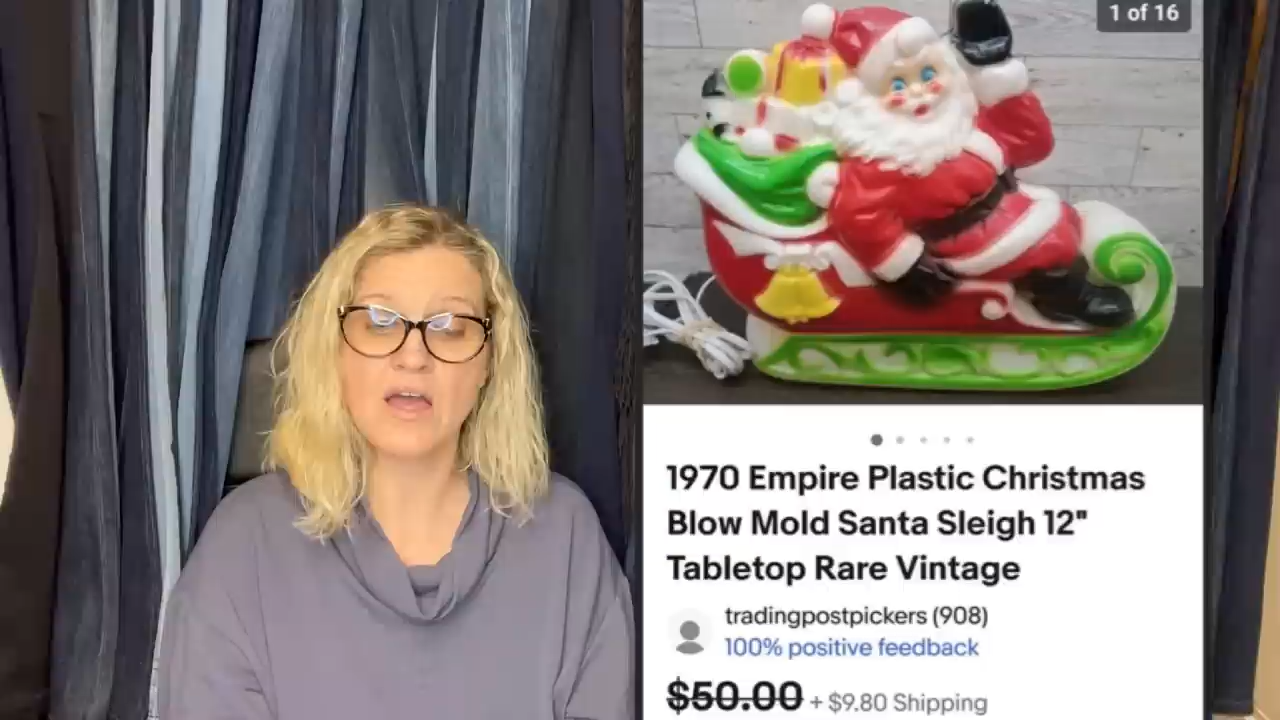 1 of 16
1970 Empire Plastic Christmas
Blow Mold Santa Sleigh 12"
Tabletop Rare Vintage
tradingpostpickers (908)
100% positive feedback
$50.00 + $9.80 Shipping